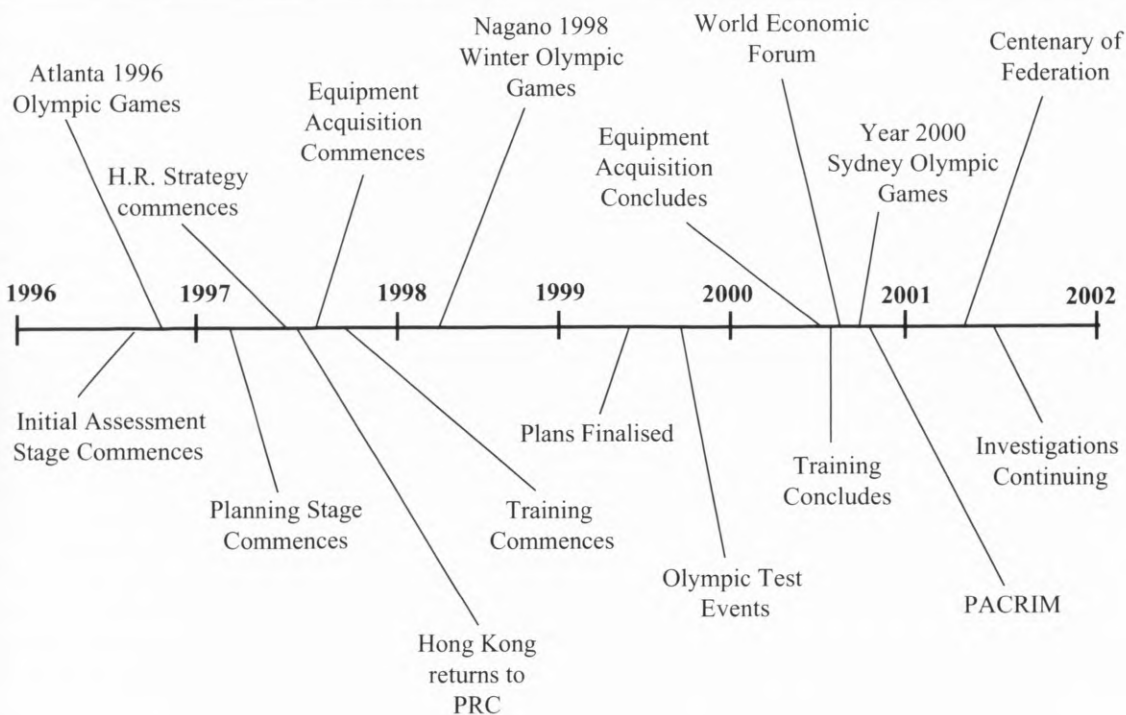 Atlanta 1996
Olympic Games
H.R. Strategy
commences
Equipment
Acquisition
Commences
Nagano 1998
Winter Olympic
Games
Equipment
Acquisition
Concludes
World Economic
Forum
Year 2000
Sydney Olympic
Games
Centenary of
Federation
1996
1997
1998
1999
2000
2001
2002
Initial Assessment
Stage Commences
Planning Stage
Commences
Hong Kong
returns to
PRC
Training
Commences
Plans Finalised
Olympic Test
Events
Training
Concludes
PACRIM
Investigations
Continuing